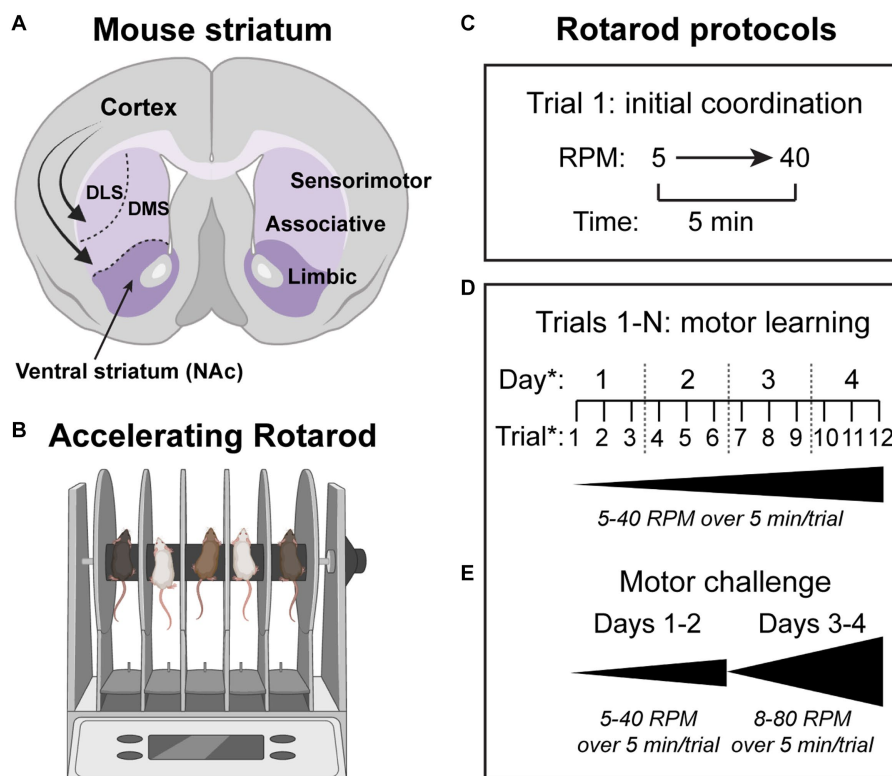 A
Mouse striatum
Cortex
DLS
DMS
Sensorimotor
Associative
Limbic
Ventral striatum (NAc)
B
Accelerating Rotarod
C
Rotarod protocols
Trial 1: initial coordination
RPM: 5 40
Time: 5 min
D
Trials 1-N: motor learning
Day*: 1 2 3 4
Trial*: 1 2 3 4 5 6 7 8 9 10 11 12
5-40 RPM over 5 min/trial
E
Motor challenge
Days 1-2 Days 3-4
5-40 RPM 8-80 RPM
over 5 min/trial over 5 min/trial